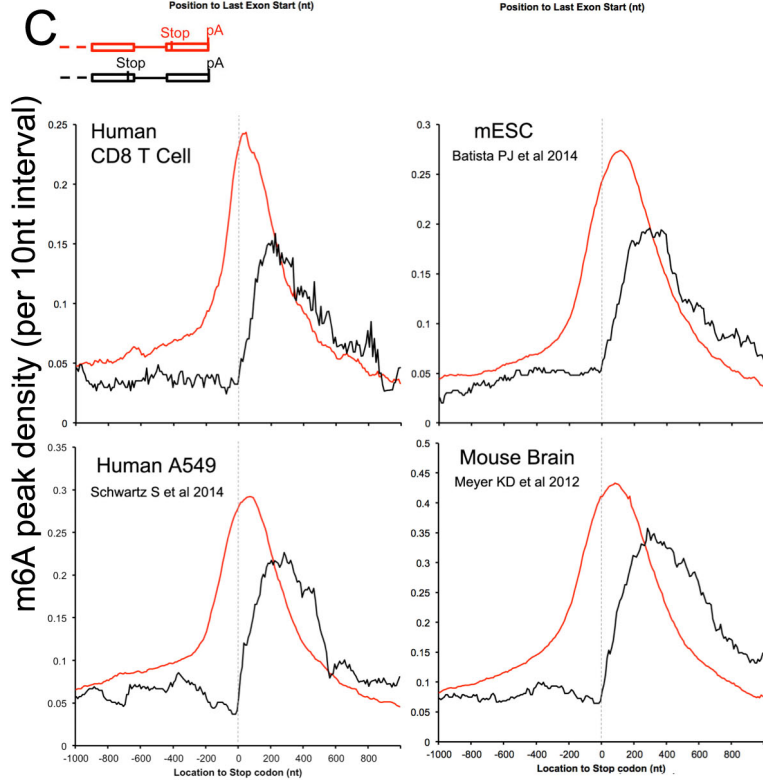 Position to Last Exon Start (nt)
Position to Last Exon Start (nt)
C
Stop
pA
Stop
pA
m6A peak density (per 10nt interval)
Human
CD8 T Cell
0.25
0.2
0.15
0.1
0.05
0
mESC
Batista PJ et al 2014
0.3
0.25
0.2
0.15
0.1
0.05
0
Human A549
Schwartz S et al 2014
0.35
0.3
0.25
0.2
0.15
0.1
0.05
0
-1000 -800 -600 -400 -200 0 200 400 600 800
Location to Stop codon (nt)
Mouse Brain
Meyer KD et al 2012
0.5
0.45
0.4
0.35
0.3
0.25
0.2
0.15
0.1
0.05
0
-1000 -800 -600 -400 -200 0 200 400 600 800
Location to Stop codon (nt)